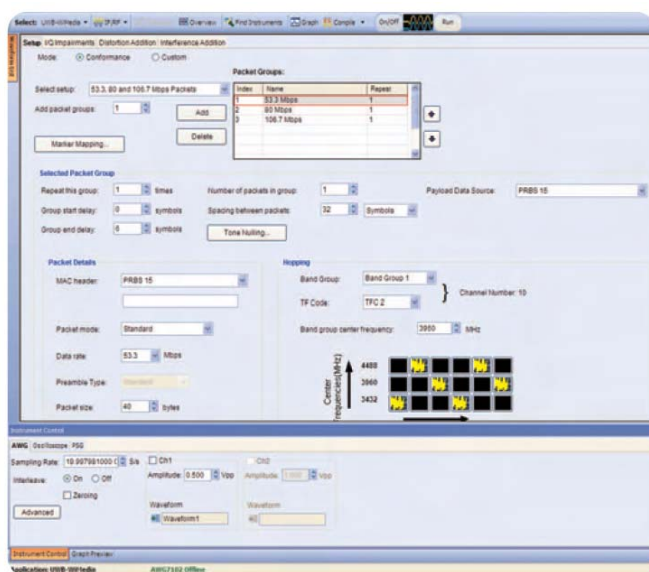 Select: UWB-WiMedia IF/RF Overview Find Instruments Graph Compile On/Off Run
Waveform List
Setup I/Q Impairments Distortion Addition Interference Addition
Mode: Conformance Custom
Packet Groups:
Select setup: 53.3, 80 and 106.7 Mbps Packets
Index Name Repeat
1 53.3 Mbps 1
2 80 Mbps 1
3 106.7 Mbps 1
Add packet groups: 1 Add
Delete
Marker Mapping...
Selected Packet Group
Repeat this group: 1 times Number of packets in group: 1 Payload Data Source: PRBS 15
Group start delay: 0 symbols Spacing between packets: 32 Symbols
Group end delay: 6 symbols Tone Nulling...
Packet Details
MAC header: PRBS 15
Packet mode: Standard
Data rate: 53.3 Mbps
Preamble Type: Standard
Packet size: 40 bytes
Hopping
Band Group: Band Group 1
TF Code: TFC 2
Channel Number: 10
Band group center frequency: 3960 MHz
Center
Frequencies(MHz)
4488
3960
3432
Instrument Control
AWG Oscilloscope PSG
Sampling Rate: S/s Ch1 Ch2
Interleave: On Off Amplitude: 0.500 Vpp Amplitude: Vpp
Zeroing
Advanced
Waveform Waveform
Waveform1
Instrument Control Graph Preview
Application: UWB-WiMedia AWG7102 Offline